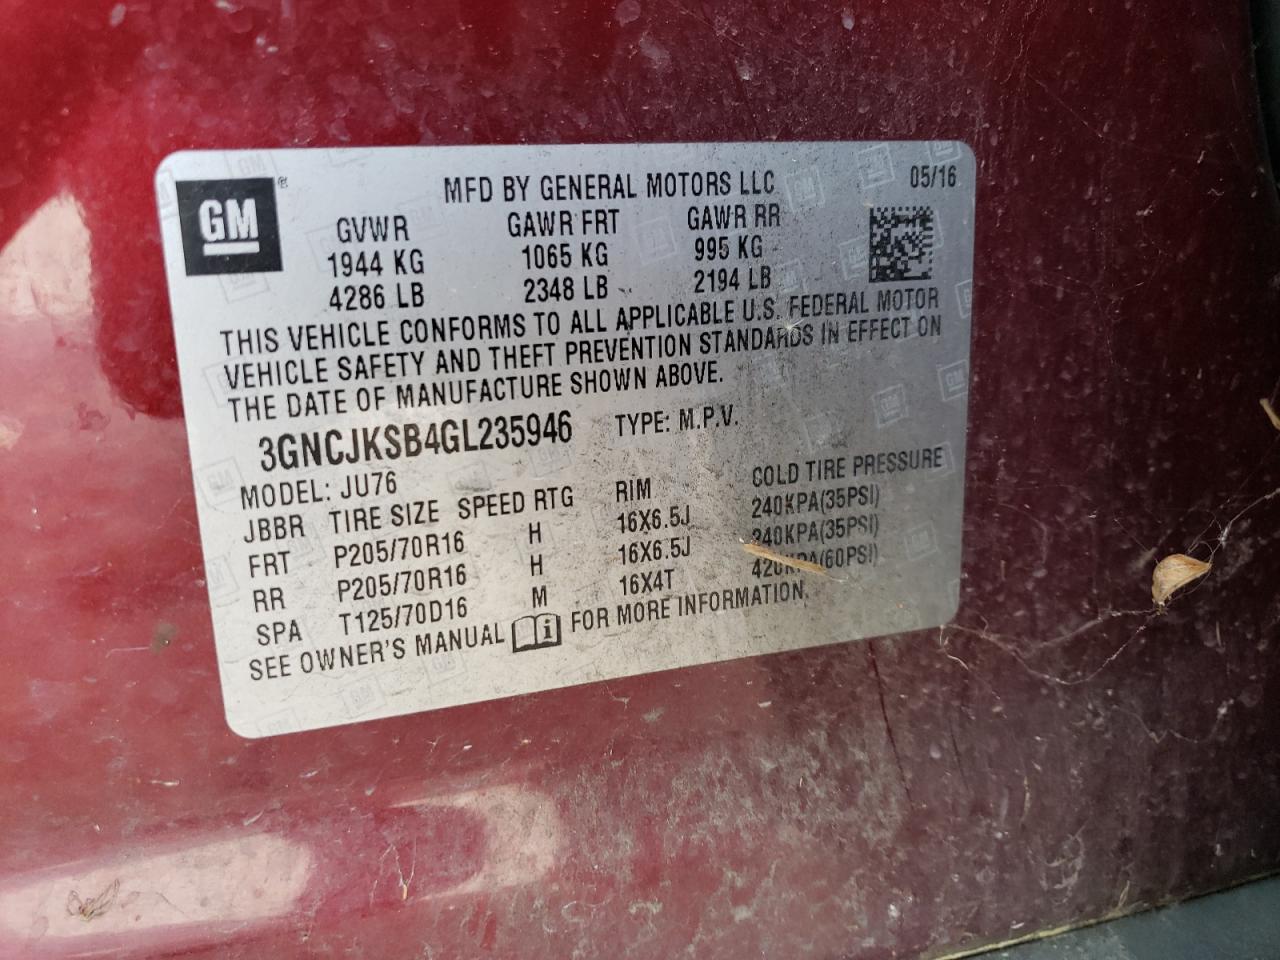 GM ®
MFD BY GENERAL MOTORS LLC 05/16
GVWR GAWR FRT GAWR RR
1944 KG 1065 KG 995 KG
4286 LB 2348 LB 2194 LB
THIS VEHICLE CONFORMS TO ALL APPLICABLE U.S. FEDERAL MOTOR
VEHICLE SAFETY AND THEFT PREVENTION STANDARDS IN EFFECT ON
THE DATE OF MANUFACTURE SHOWN ABOVE.
3GNCJKSB4GL235946 TYPE: M.P.V.
MODEL: JU76
JBBR TIRE SIZE SPEED RTG RIM COLD TIRE PRESSURE
FRT P205/70R16 H 16X6.5J 240KPA(35PSI)
RR P205/70R16 H 16X6.5J 240KPA(35PSI)
SPA T125/70D16 M 16X4T 420KPA(60PSI)
SEE OWNER'S MANUAL i FOR MORE INFORMATION.